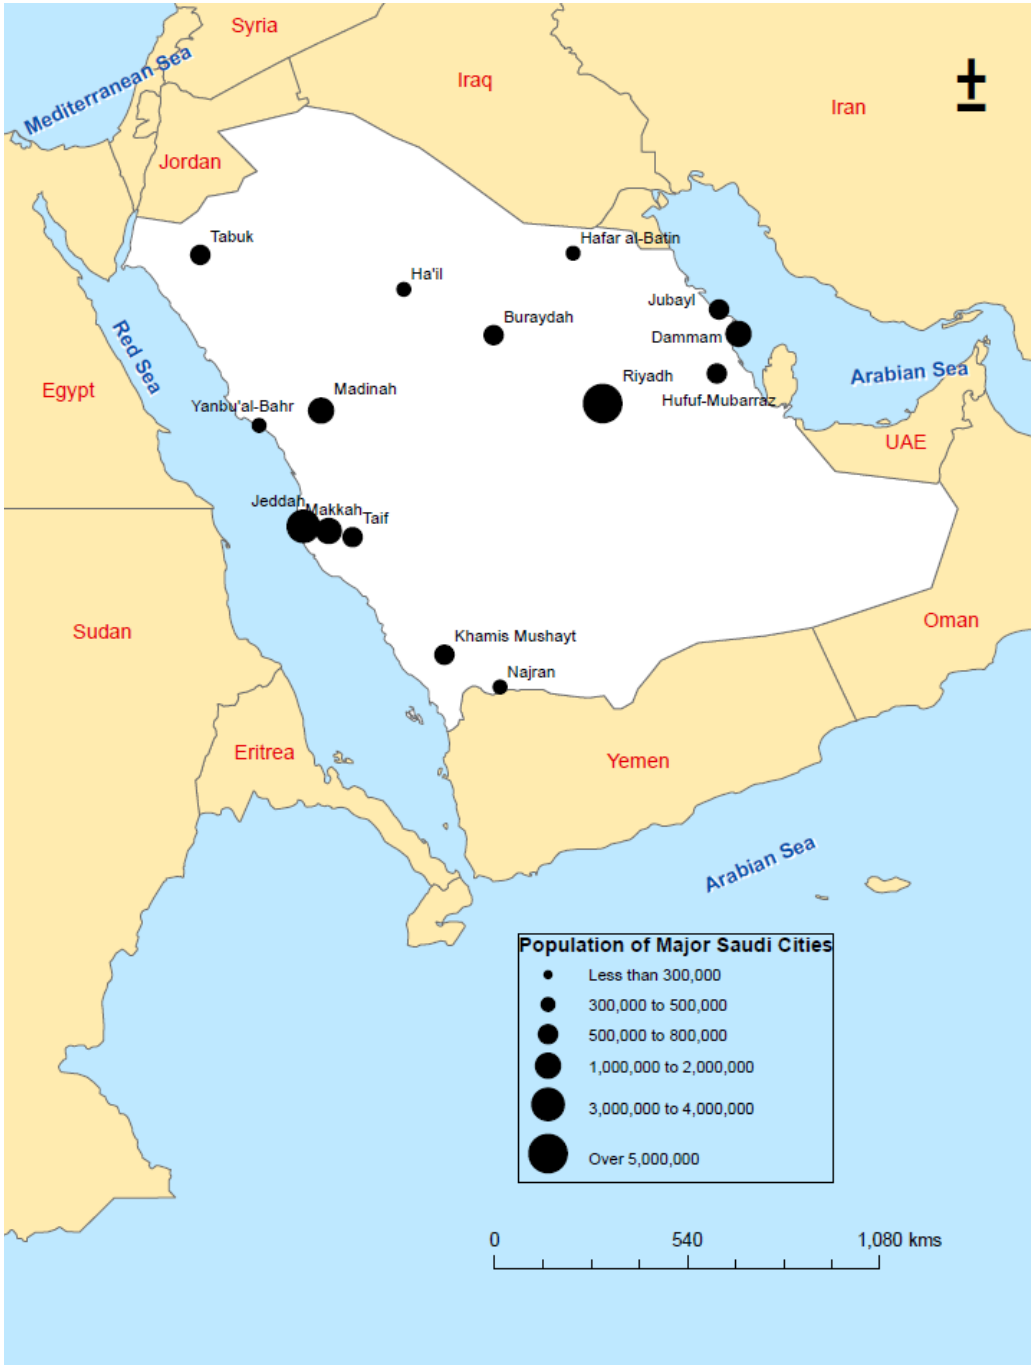 Syria
Mediterranean Sea
Iraq
Iran
Jordan
Tabuk
Hafar al-Batin
Ha'il
Jubayl
Buraydah
Dammam
Red Sea
Arabian Sea
Riyadh
Egypt
Madinah
Hufuf-Mubarraz
Yanbu'al-Bahr
UAE
Jeddah
Makkah
Taif
Sudan
Oman
Khamis Mushayt
Najran
Eritrea
Yemen
Arabian Sea
Population of Major Saudi Cities
Less than 300,000
300,000 to 500,000
500,000 to 800,000
1,000,000 to 2,000,000
3,000,000 to 4,000,000
Over 5,000,000
0 540 1,080 kms